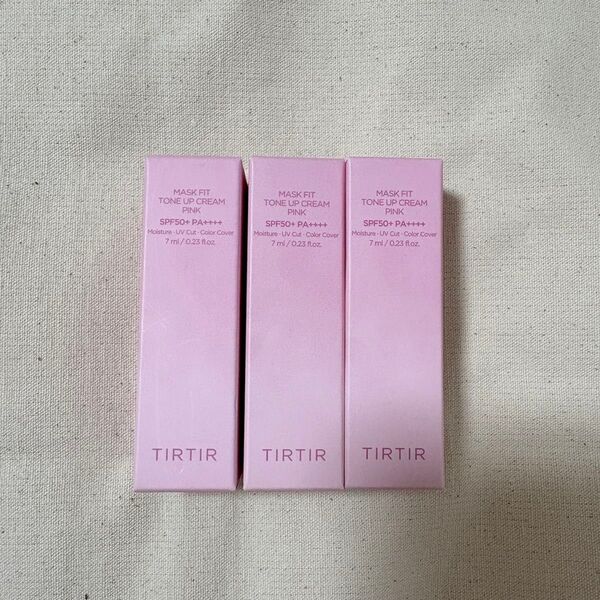 MASK FIT
TONE UP CREAM
PINK
SPF50+ PA++++
Moisture · UV Cut · Color Cover
7 ml / 0.23 fl.oz.
TIRTIR
MASK FIT
TONE UP CREAM
PINK
SPF50+ PA++++
Moisture · UV Cut · Color Cover
7 ml / 0.23 fl.oz.
TIRTIR
MASK FIT
TONE UP CREAM
PINK
SPF50+ PA++++
Moisture · UV Cut · Color Cover
7 ml / 0.23 fl.oz.
TIRTIR